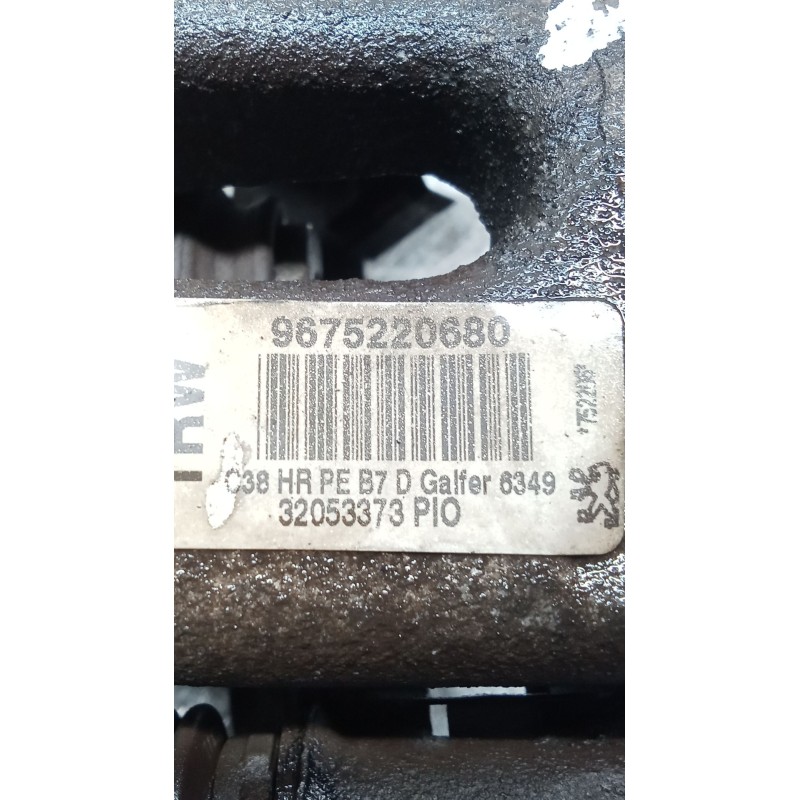 TRW
9675220680
C38 HR PE B7 D Galfer 6349
32053373 PIO